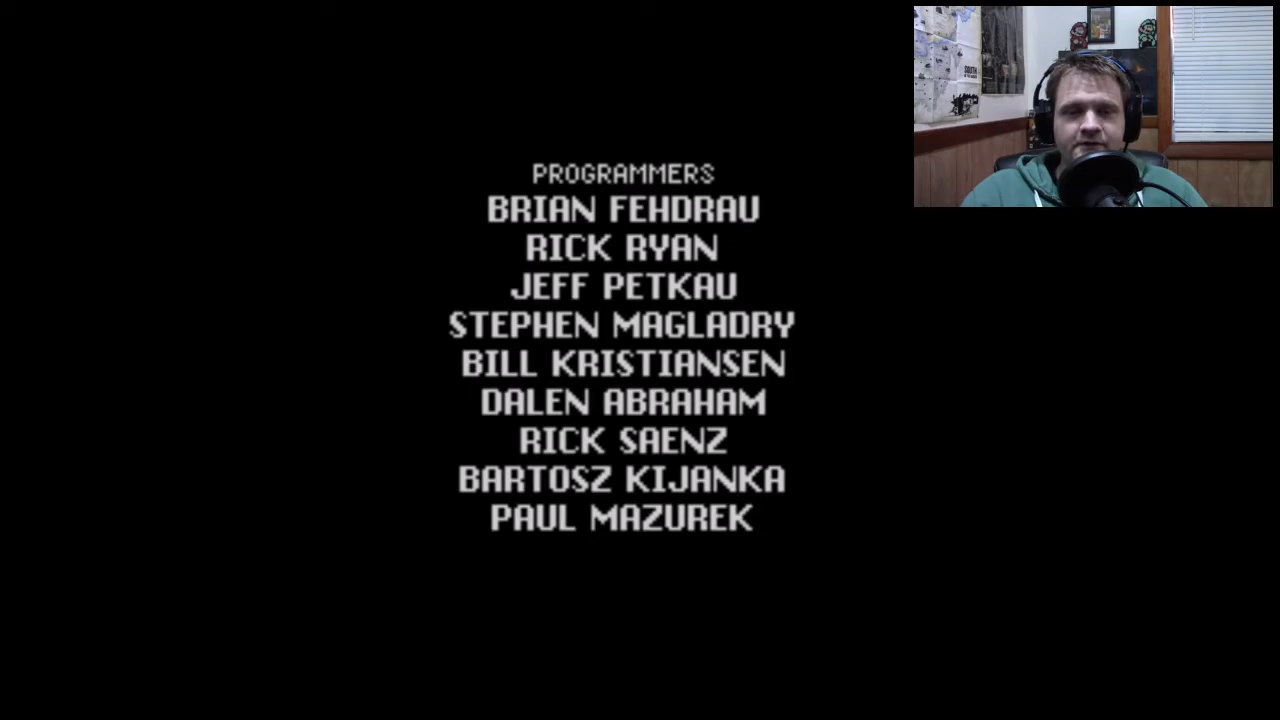 PROGRAMMERS
BRIAN FEHDRAU
RICK RYAN
JEFF PETKAU
STEPHEN MAGLADRY
BILL KRISTIANSEN
DALEN ABRAHAM
RICK SAENZ
BARTOSZ KIJANKA
PAUL MAZUREK
SOUTH